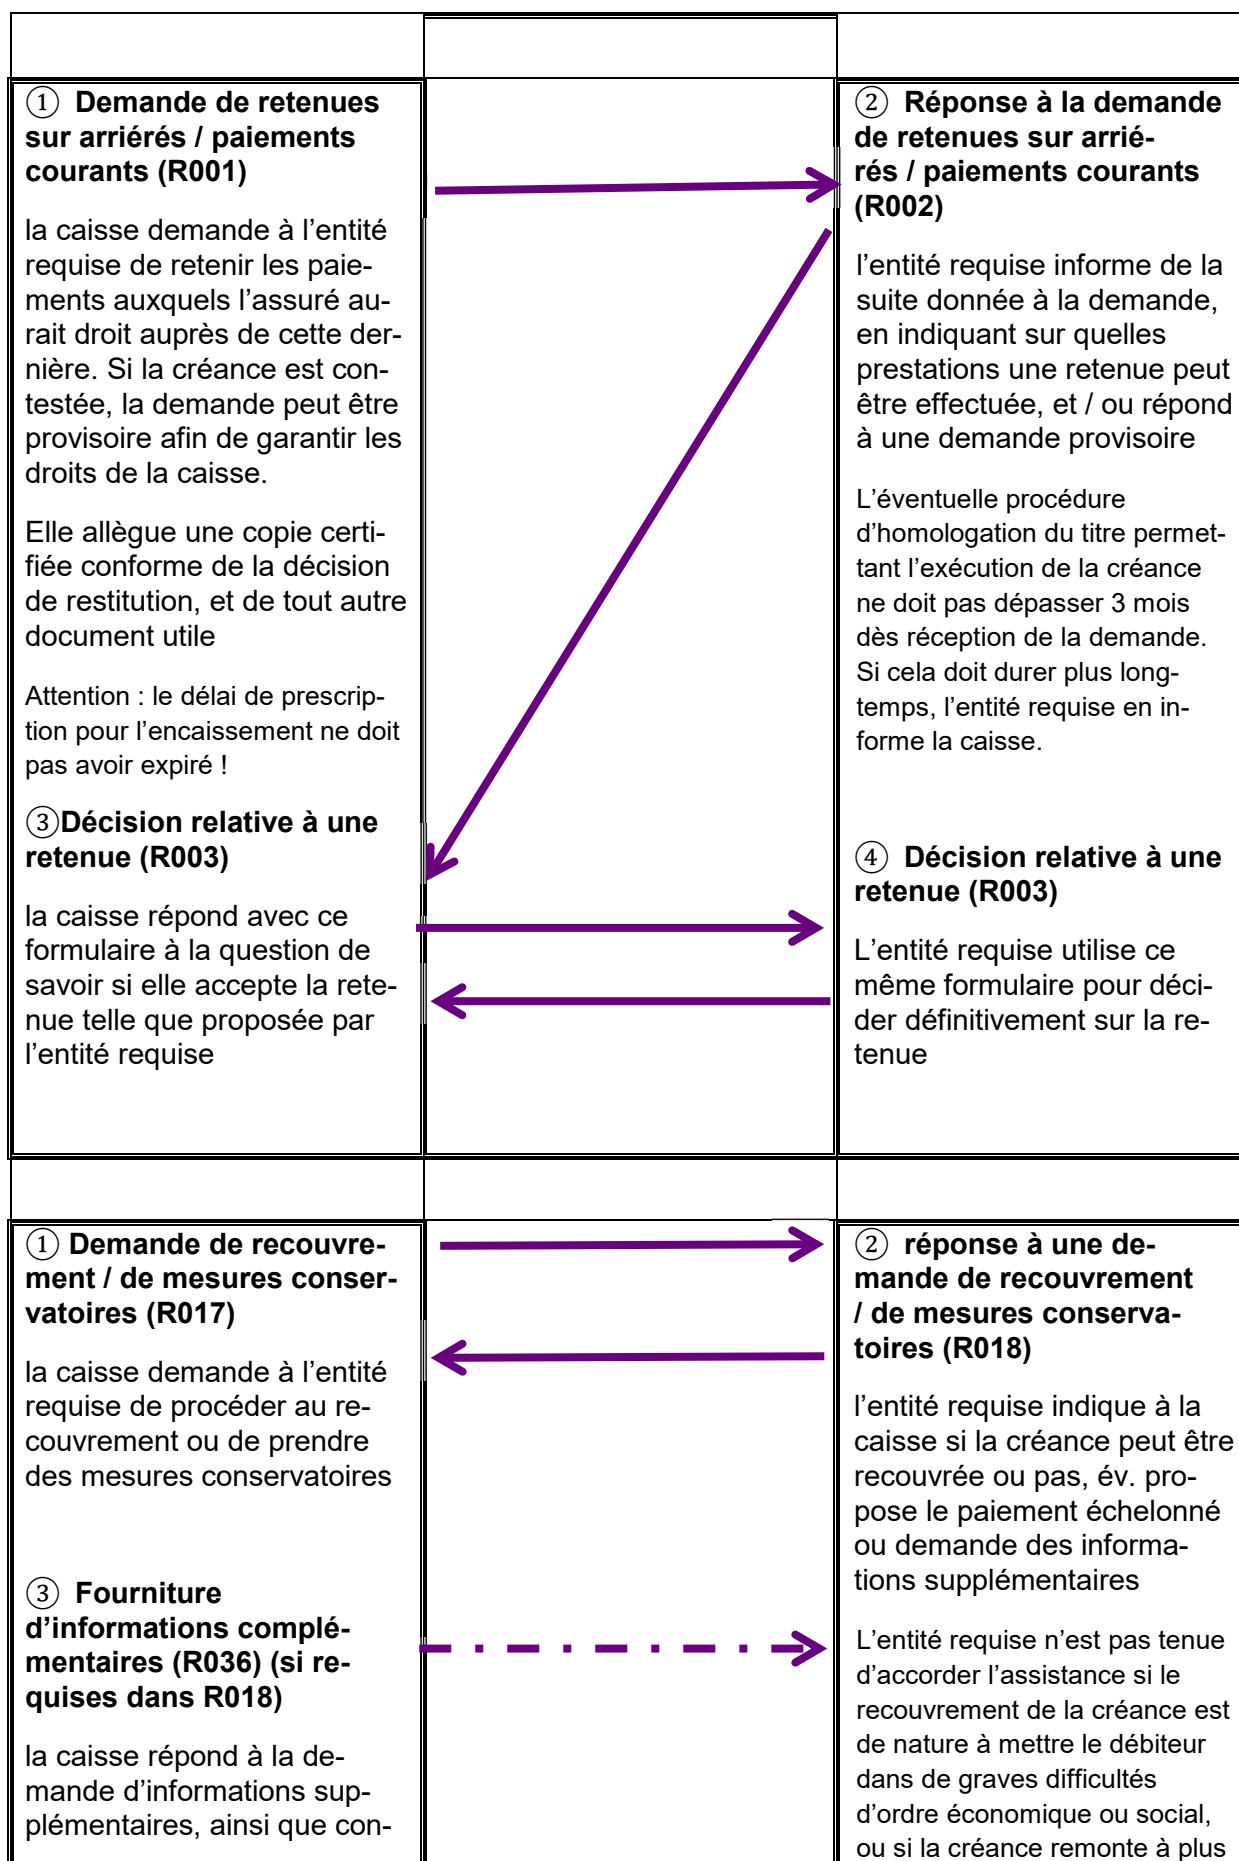 ① Demande de retenues
sur arriérés / paiements
courants (R001)
la caisse demande à l’entité
requise de retenir les paie-
ments auxquels l’assuré au-
rait droit auprès de cette der-
nière. Si la créance est con-
testée, la demande peut être
provisoire afin de garantir les
droits de la caisse.
Elle allègue une copie certi-
fiée conforme de la décision
de restitution, et de tout autre
document utile
Attention : le délai de prescrip-
tion pour l’encaissement ne doit
pas avoir expiré !
③Décision relative à une
retenue (R003)
la caisse répond avec ce
formulaire à la question de
savoir si elle accepte la rete-
nue telle que proposée par
l’entité requise
② Réponse à la demande
de retenues sur arrié-
rés / paiements courants
(R002)
l’entité requise informe de la
suite donnée à la demande,
en indiquant sur quelles
prestations une retenue peut
être effectuée, et / ou répond
à une demande provisoire
L’éventuelle procédure
d’homologation du titre permet-
tant l’exécution de la créance
ne doit pas dépasser 3 mois
dès réception de la demande.
Si cela doit durer plus long-
temps, l’entité requise en in-
forme la caisse.
④ Décision relative à une
retenue (R003)
L’entité requise utilise ce
même formulaire pour déci-
der définitivement sur la re-
tenue
① Demande de recouvre-
ment / de mesures conser-
vatoires (R017)
la caisse demande à l’entité
requise de procéder au re-
couvrement ou de prendre
des mesures conservatoires
③ Fourniture
d’informations complé-
mentaires (R036) (si re-
quises dans R018)
la caisse répond à la de-
mande d’informations sup-
plémentaires, ainsi que con-
② réponse à une de-
mande de recouvrement
/ de mesures conserva-
toires (R018)
l’entité requise indique à la
caisse si la créance peut être
recouvrée ou pas, év. pro-
pose le paiement échelonné
ou demande des informa-
tions supplémentaires
L’entité requise n’est pas tenue
d’accorder l’assistance si le
recouvrement de la créance est
de nature à mettre le débiteur
dans de graves difficultés
d’ordre économique ou social,
ou si la créance remonte à plus